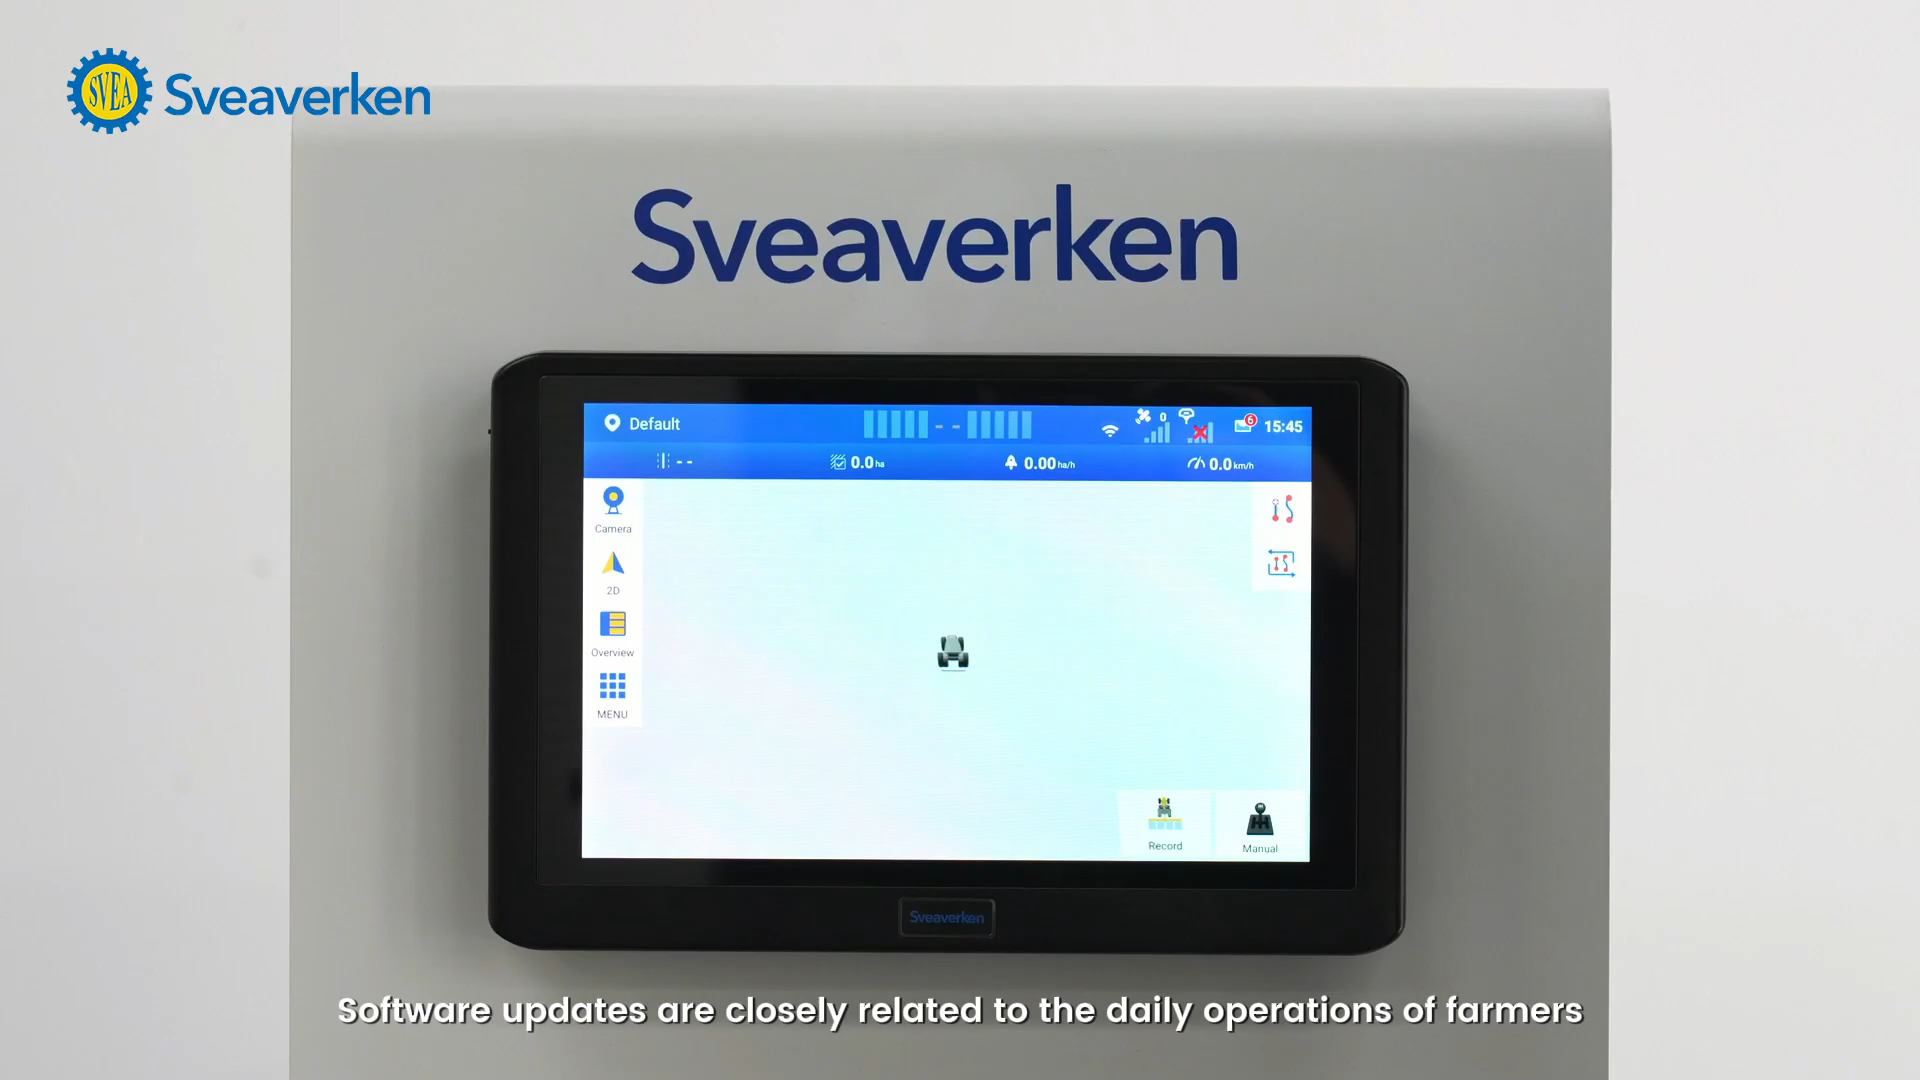 SVEA
Sveaverken
Sveaverken
Default
- -
0
6
15:45
- -
0.0 ha
0.00 ha/h
0.0 km/h
Camera
2D
Overview
MENU
Record
Manual
Sveaverken
Software updates are closely related to the daily operations of farmers